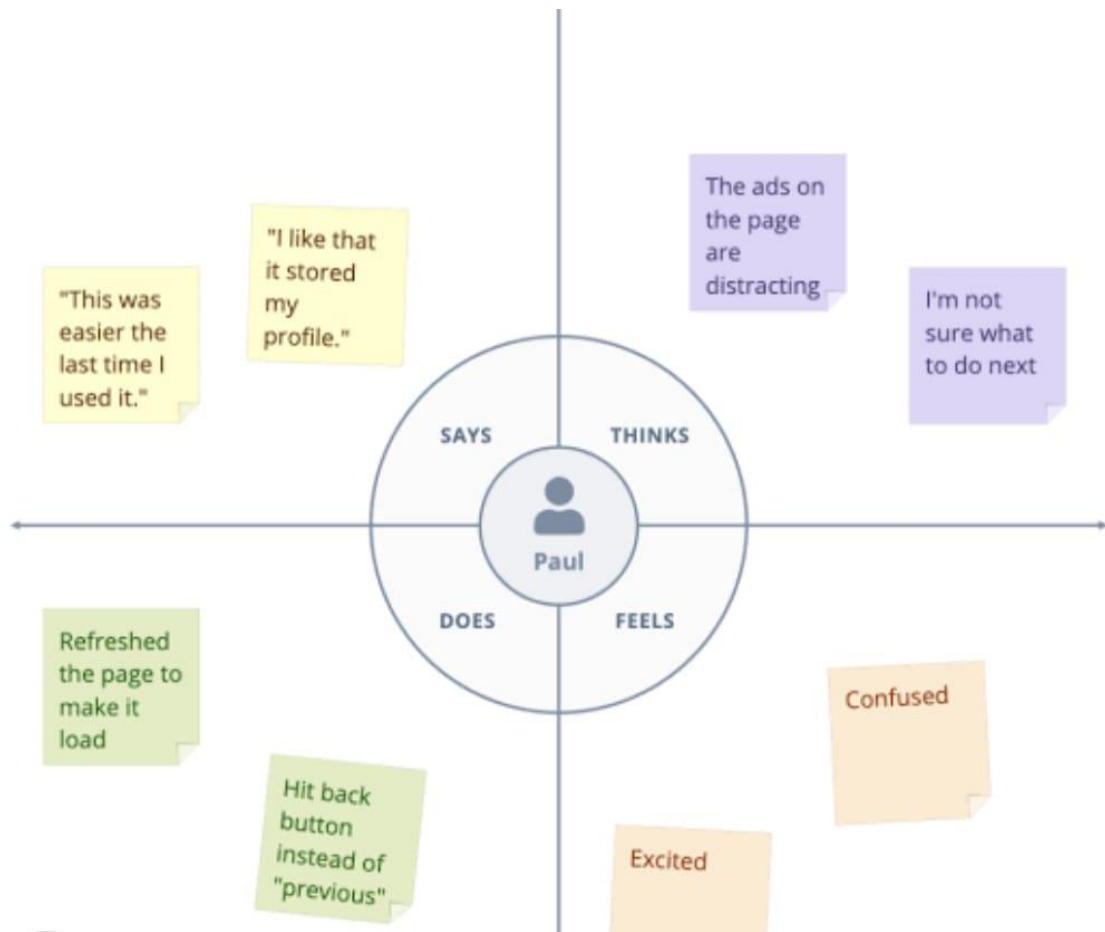 "This was
easier the
last time I
used it."
"I like that
it stored
my
profile."
The ads on
the page
are
distracting
I'm not
sure what
to do next
SAYS
THINKS
Paul
DOES
FEELS
Refreshed
the page to
make it
load
Hit back
button
instead of
"previous"
Confused
Excited